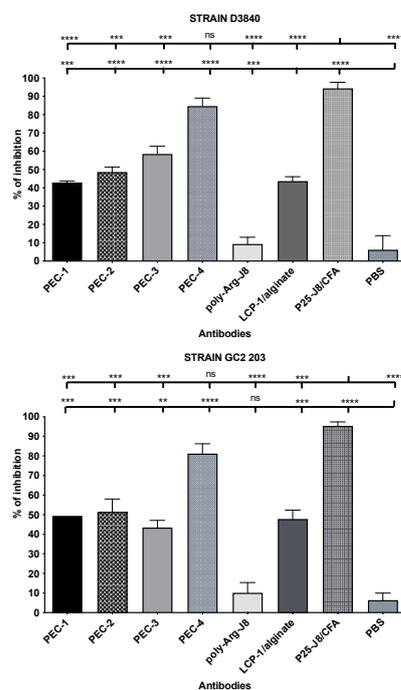 STRAIN D3840
**** *** *** ns **** **** ****
*** **** **** **** *** **** ****
100
90
80
70
60
50
40
30
20
10
0
% of inhibition
PEC-1 PEC-2 PEC-3 PEC-4 poly-Arg-J8 LCP-1/alginate P25-J8/CFA PBS
Antibodies
STRAIN GC2 203
*** *** *** ns **** *** ****
*** *** ** **** ns *** ****
100
90
80
70
60
50
40
30
20
10
0
% of inhibition
PEC-1 PEC-2 PEC-3 PEC-4 poly-Arg-J8 LCP-1/alginate P25-J8/CFA PBS
Antibodies